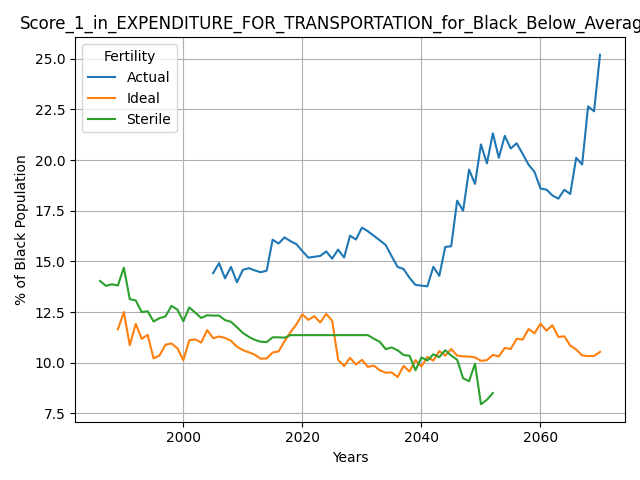 Score_1_in_EXPENDITURE_FOR_TRANSPORTATION_for_Black_Below_Averag
Fertility
Actual
Ideal
Sterile
% of Black Population
25.0
22.5
20.0
17.5
15.0
12.5
10.0
7.5
2000
2020
2040
2060
Years